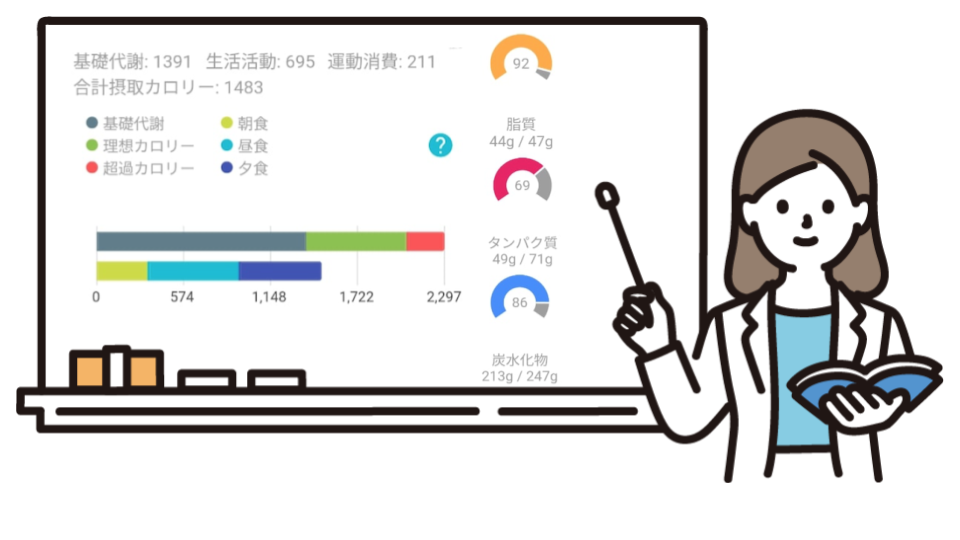 基礎代謝: 1391 生活活動: 695 運動消費: 211
合計摂取カロリー: 1483
基礎代謝 朝食
理想カロリー 昼食
超過カロリー 夕食
?
0 574 1,148 1,722 2,297
92
脂質
44g / 47g
69
タンパク質
49g / 71g
86
炭水化物
213g / 247g